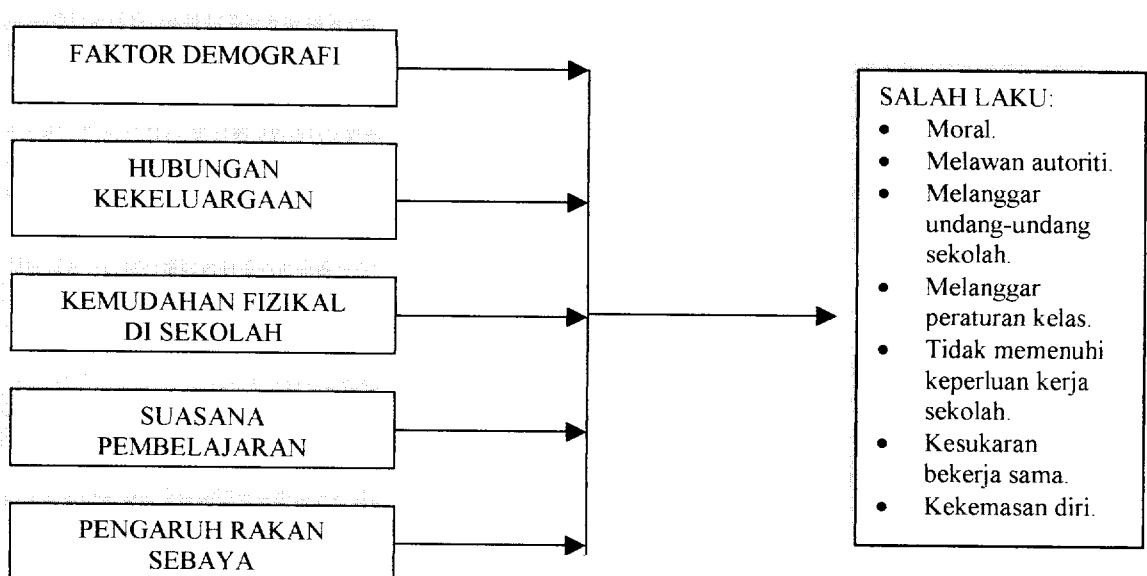 FAKTOR DEMOGRAFI
HUBUNGAN
KEKELUARGAAN
KEMUDAHAN FIZIKAL
DI SEKOLAH
SUASANA
PEMBELAJARAN
PENGARUH RAKAN
SEBAYA
SALAH LAKU:
• Moral.
• Melawan autoriti.
• Melanggar
undang-undang
sekolah.
• Melanggar
peraturan kelas.
• Tidak memenuhi
keperluan kerja
sekolah.
• Kesukaran
bekerja sama.
• Kekemasan diri.